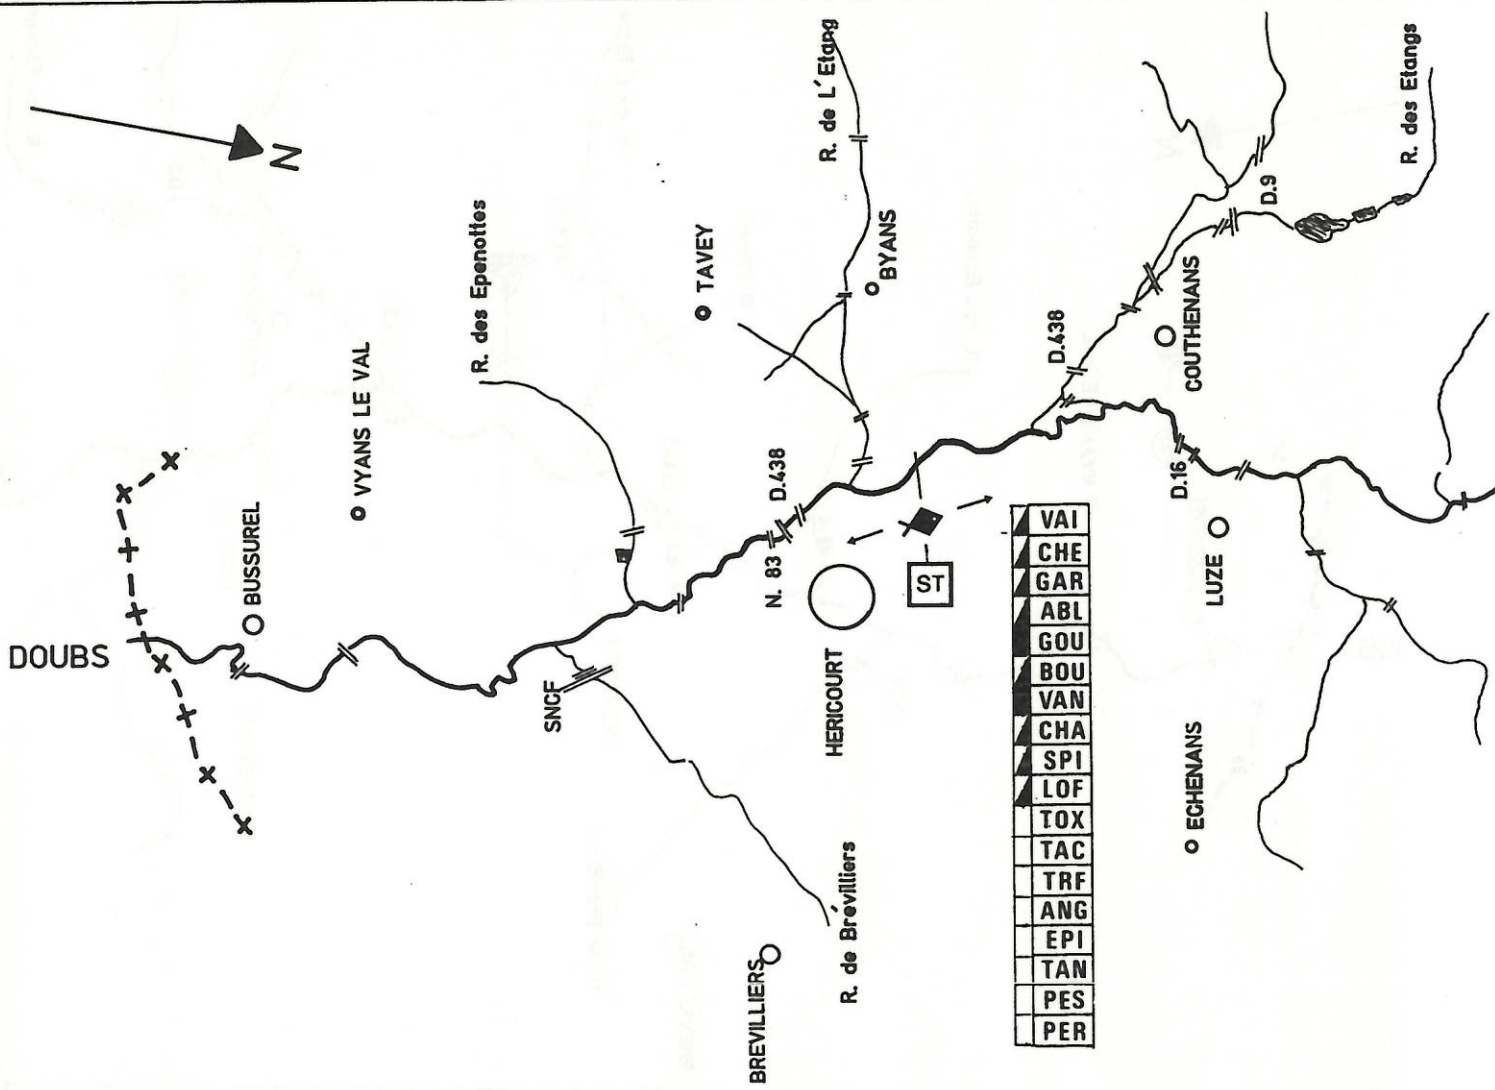 N
DOUBS
BUSSUREL
VYANS LE VAL
R. des Epenottes
TAVEY
R. de L'Etang
BYANS
R. des Etangs
D.9
D.438
COUTHENANS
D.438
N. 83
SNCF
HERICOURT
ST
D.16
LUZE
ECHENANS
BREVILLIERS
R. de Brévilliers
VAI
CHE
GAR
ABL
GOU
BOU
VAN
CHA
SPI
LOF
TOX
TAC
TRF
ANG
EPI
TAN
PES
PER